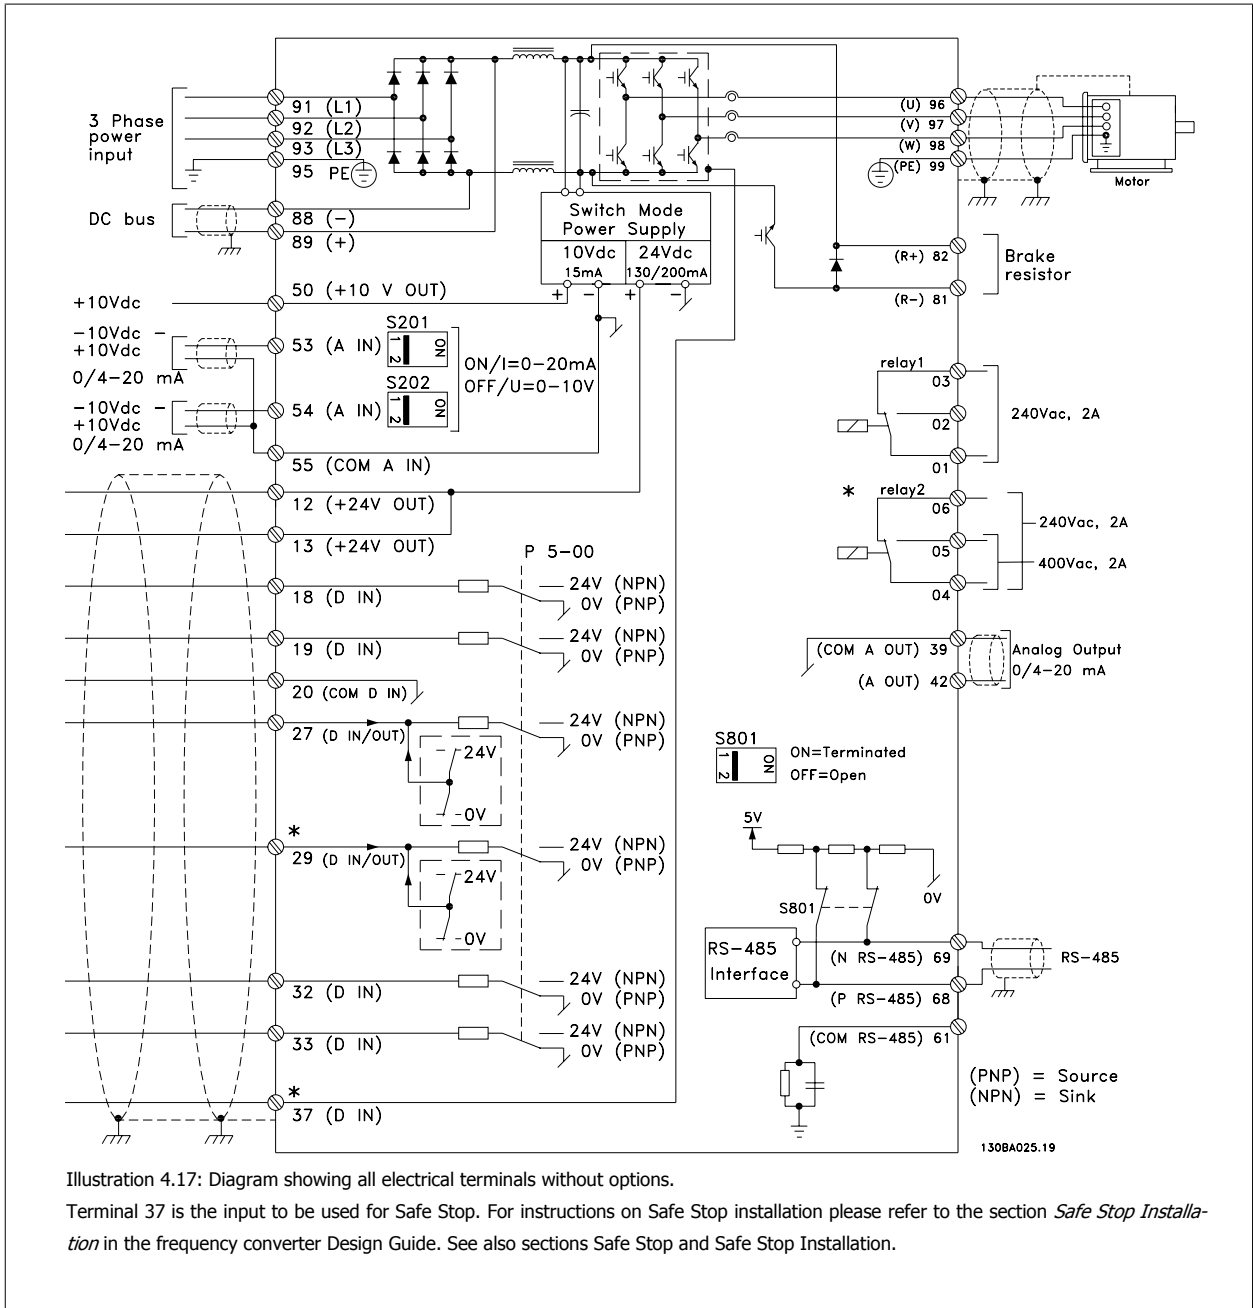 3 Phase
power
input
91 (L1)
92 (L2)
93 (L3)
95 PE
DC bus
88 (-)
89 (+)
Switch Mode
Power Supply
10Vdc
15mA
24Vdc
130/200mA
+ - + -
(U) 96
(V) 97
(W) 98
(PE) 99
Motor
(R+) 82
(R-) 81
Brake
resistor
+10Vdc
50 (+10 V OUT)
-10Vdc -
+10Vdc
0/4-20 mA
53 (A IN)
S201
1 2
ON
-10Vdc -
+10Vdc
0/4-20 mA
54 (A IN)
S202
1 2
ON
ON/I=0-20mA
OFF/U=0-10V
55 (COM A IN)
12 (+24V OUT)
13 (+24V OUT)
P 5-00
18 (D IN)
24V (NPN)
0V (PNP)
19 (D IN)
24V (NPN)
0V (PNP)
20 (COM D IN)
27 (D IN/OUT)
24V (NPN)
0V (PNP)
24V
0V
*
29 (D IN/OUT)
24V (NPN)
0V (PNP)
24V
0V
32 (D IN)
24V (NPN)
0V (PNP)
33 (D IN)
24V (NPN)
0V (PNP)
*
37 (D IN)
relay1
03
02
01
240Vac, 2A
*
relay2
06
05
04
240Vac, 2A
400Vac, 2A
(COM A OUT) 39
(A OUT) 42
Analog Output
0/4-20 mA
S801
1 2
ON
ON=Terminated
OFF=Open
5V
S801
0V
RS-485
Interface
(N RS-485) 69
(P RS-485) 68
RS-485
(COM RS-485) 61
(PNP) = Source
(NPN) = Sink
130BA025.19
Illustration 4.17: Diagram showing all electrical terminals without options.
Terminal 37 is the input to be used for Safe Stop. For instructions on Safe Stop installation please refer to the section Safe Stop Installa-
tion in the frequency converter Design Guide. See also sections Safe Stop and Safe Stop Installation.